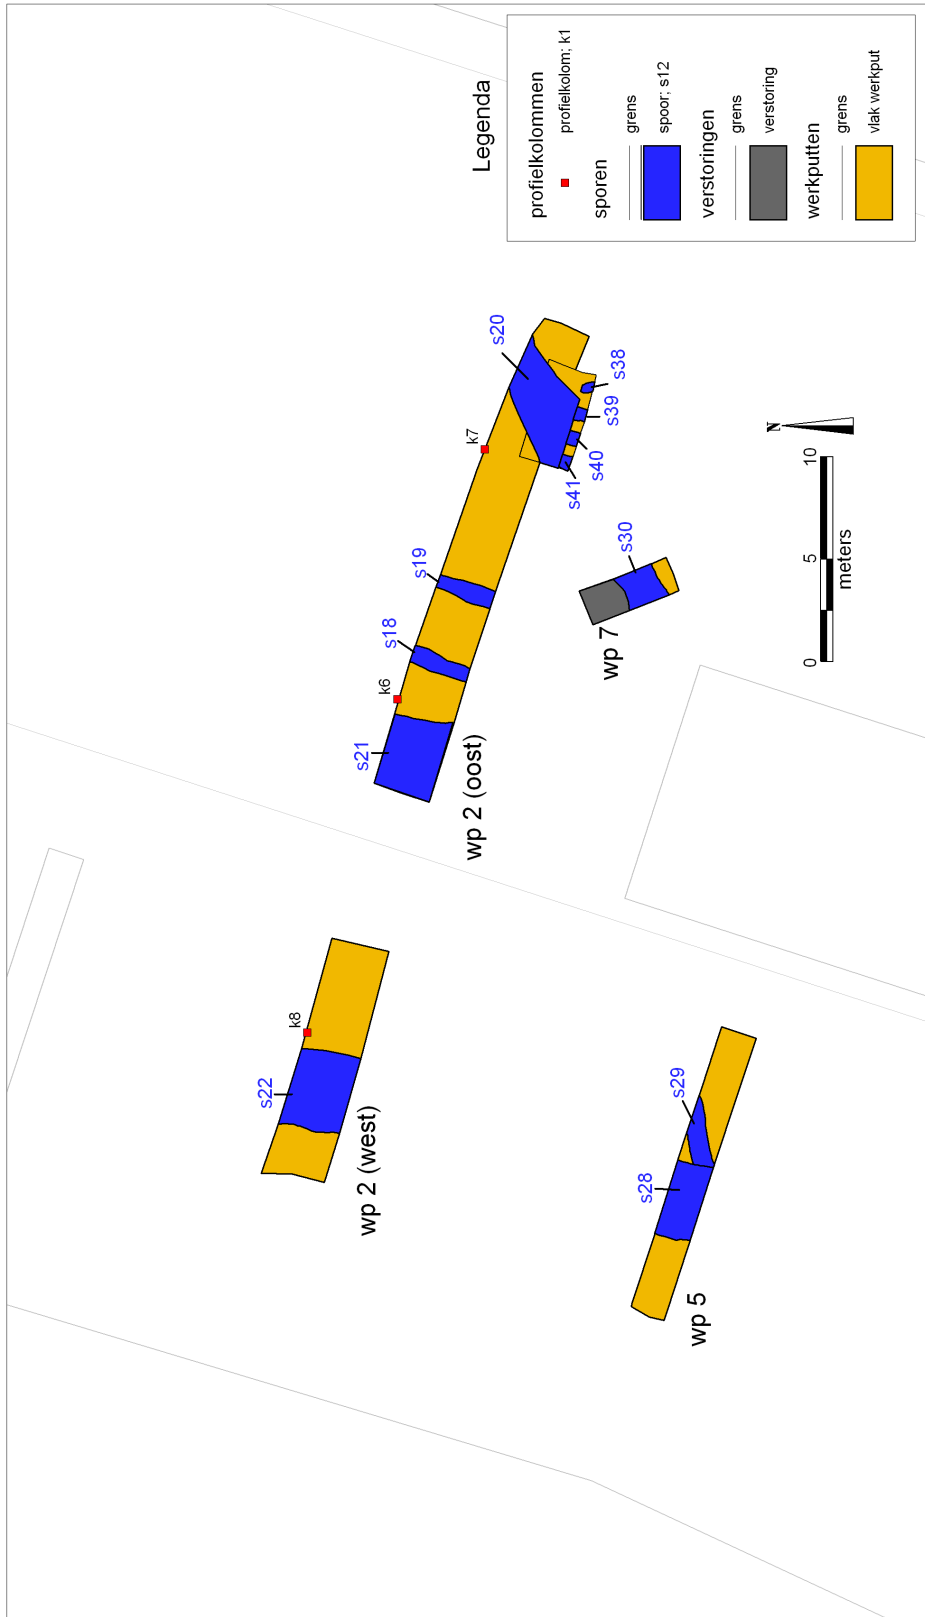 s22
k8
wp 2 (west)
s28
s29
wp 5
s21
k6
s18
s19
k7
s20
wp 2 (oost)
s41
s40
s39
s38
s30
wp 7
N
0
5
10
meters
Legenda
profielkolommen
profielkolom; k1
sporen
grens
spoor; s12
verstoringen
grens
verstoring
werkputten
grens
vlak werkput